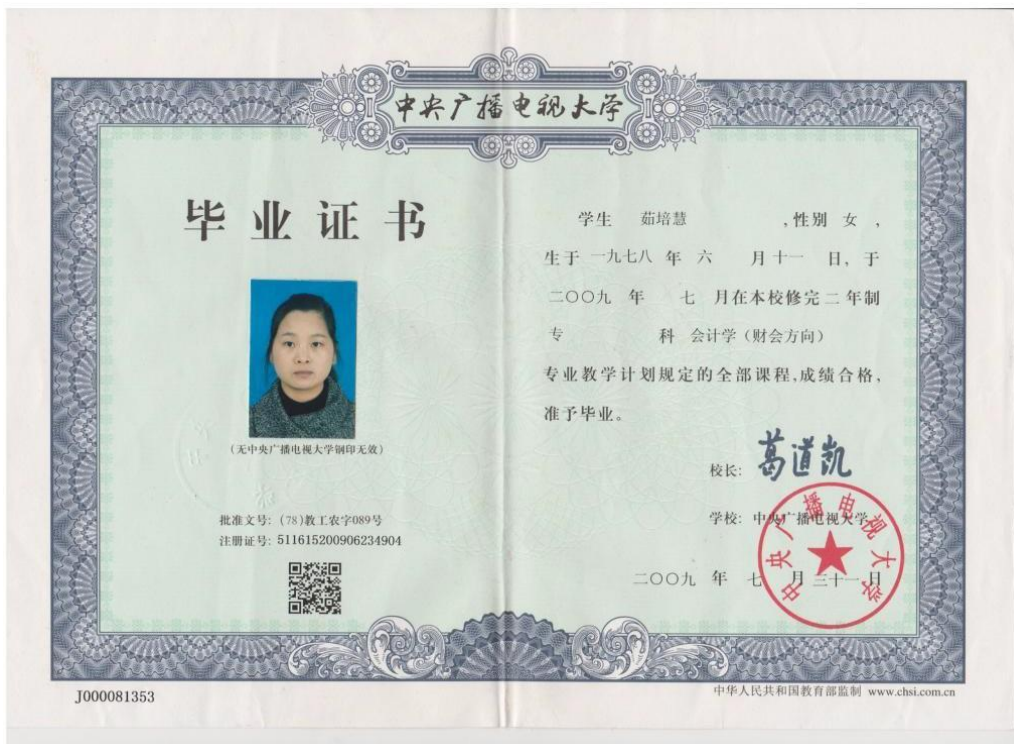 中央广播电视大学
毕业证书
(无中央广播电视大学钢印无效)
批准文号: (78)教工农字089号
注册证号: 511615200906234904
J000081353
学生 茹培慧 ,性别 女 ,
生于 一九七八 年 六 月 十一 日, 于
二〇〇九 年 七 月在本校修完 二 年制
专 科 会计学(财会方向)
专业教学计划规定的全部课程,成绩合格,
准予毕业。
校长: 葛道凯
学校: 中央广播电视大学
二〇〇九 年 七 月 三十一 日
中央广播电视大学
中华人民共和国教育部监制 www.chsi.com.cn